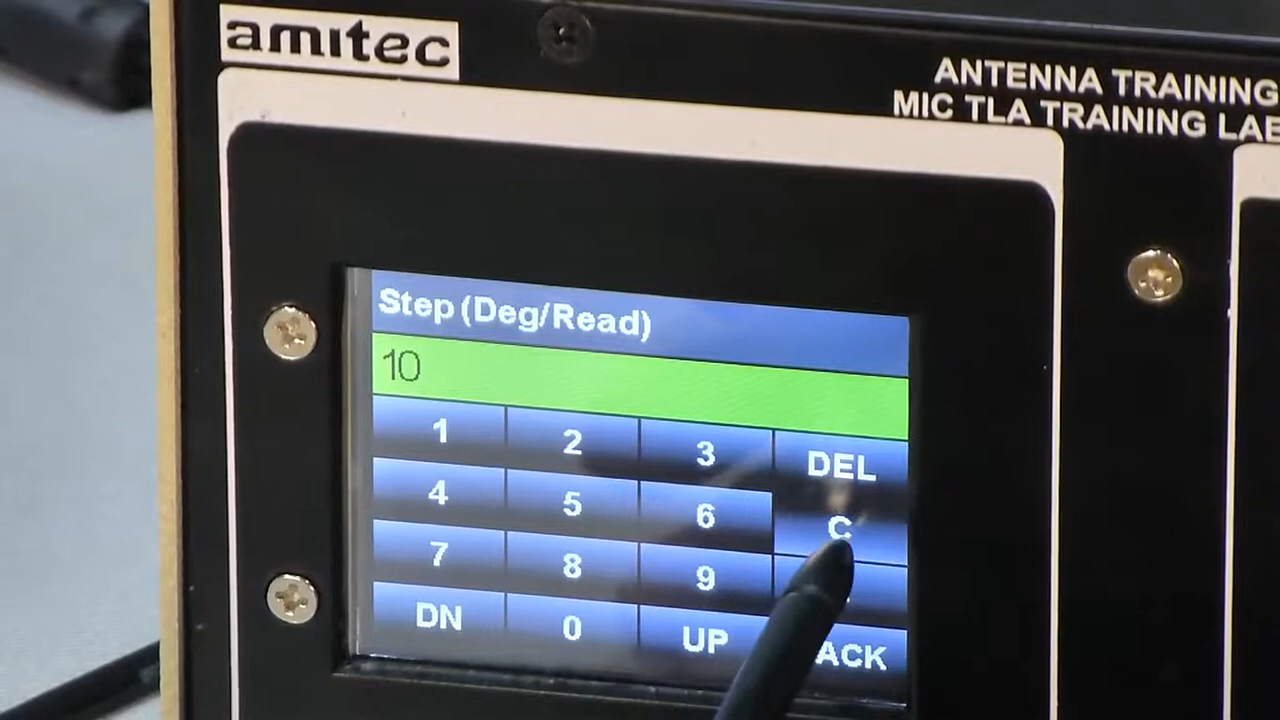 amitec
ANTENNA TRAINING
MIC TLA TRAINING LAB
Step (Deg/Read)
10
1 2 3 DEL
4 5 6 C
7 8 9
DN 0 UP ACK